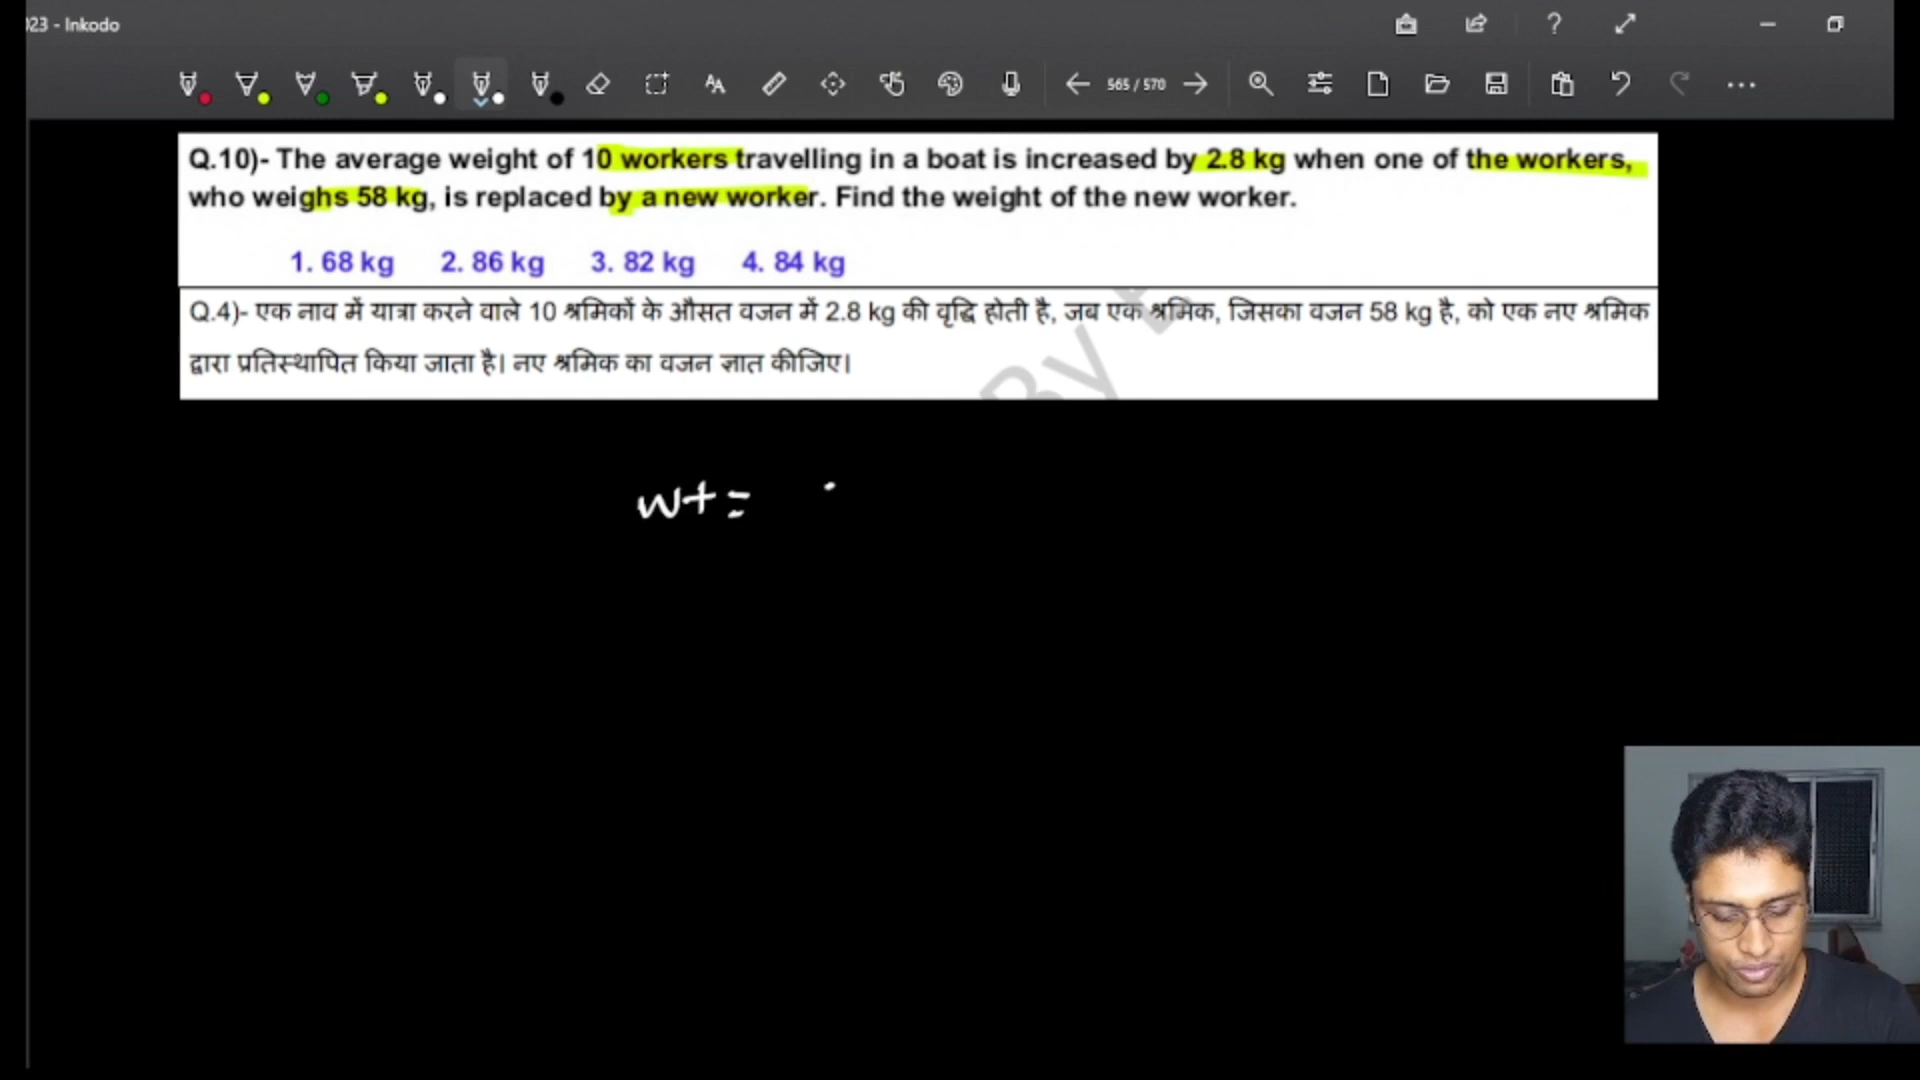 023 - Inkodo
565 / 570
Q.10)- The average weight of 10 workers travelling in a boat is increased by 2.8 kg when one of the workers,
who weighs 58 kg, is replaced by a new worker. Find the weight of the new worker.
1. 68 kg 2. 86 kg 3. 82 kg 4. 84 kg
Q.4)- एक नाव में यात्रा करने वाले 10 श्रमिकों के औसत वजन में 2.8 kg की वृद्धि होती है, जब एक श्रमिक, जिसका वजन 58 kg है, को एक नए श्रमिक
द्वारा प्रतिस्थापित किया जाता है। नए श्रमिक का वजन ज्ञात कीजिए।
By
wt =